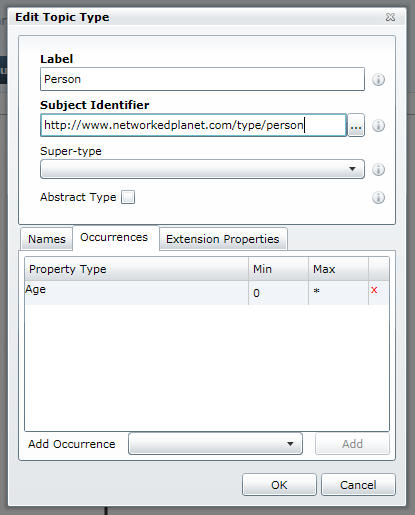 Edit Topic Type
Label
Person
Subject Identifier
http://www.networkedplanet.com/type/person
...
Super-type
Abstract Type
Names Occurrences Extension Properties
Property Type Min Max
Age 0 * x
Add Occurrence Add
OK Cancel